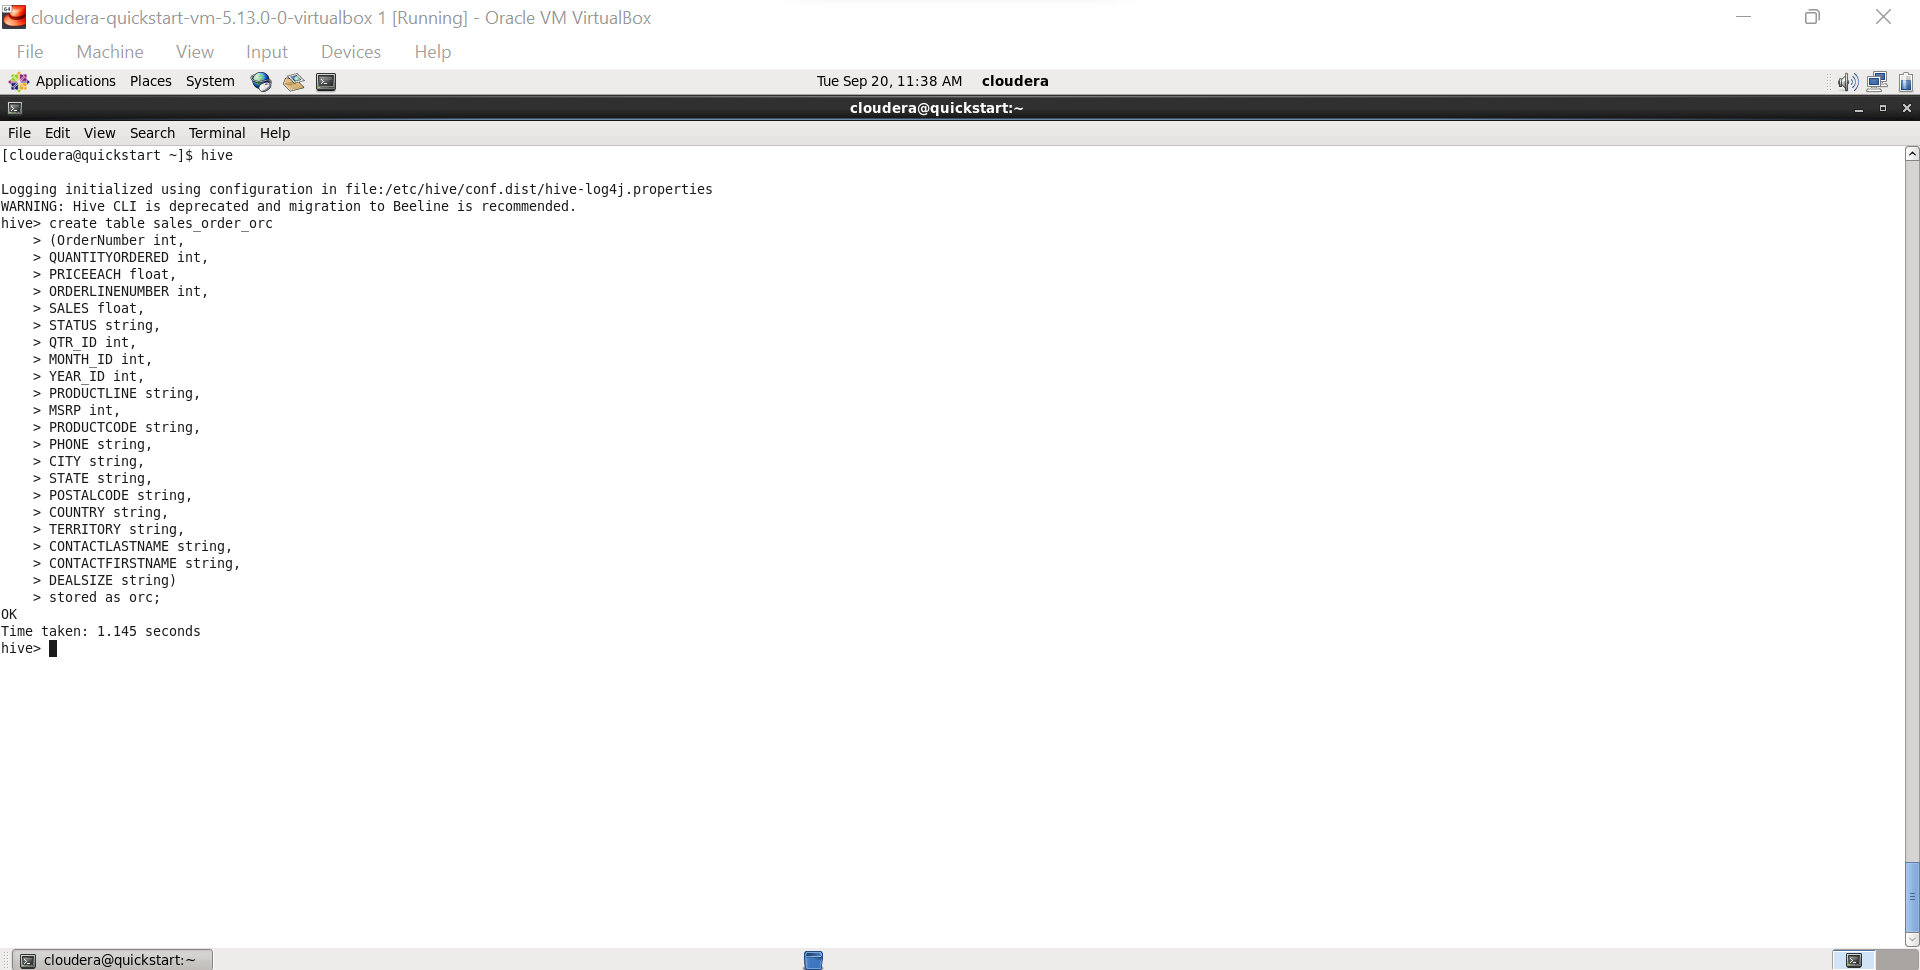 cloudera-quickstart-vm-5.13.0-0-virtualbox 1 [Running] - Oracle VM VirtualBox
File Machine View Input Devices Help
Applications Places System Tue Sep 20, 11:38 AM cloudera
cloudera@quickstart:~
File Edit View Search Terminal Help
[cloudera@quickstart ~]$ hive
Logging initialized using configuration in file:/etc/hive/conf.dist/hive-log4j.properties
WARNING: Hive CLI is deprecated and migration to Beeline is recommended.
hive> create table sales_order_orc
> (OrderNumber int,
> QUANTITYORDERED int,
> PRICEEACH float,
> ORDERLINENUMBER int,
> SALES float,
> STATUS string,
> QTR_ID int,
> MONTH_ID int,
> YEAR_ID int,
> PRODUCTLINE string,
> MSRP int,
> PRODUCTCODE string,
> PHONE string,
> CITY string,
> STATE string,
> POSTALCODE string,
> COUNTRY string,
> TERRITORY string,
> CONTACTLASTNAME string,
> CONTACTFIRSTNAME string,
> DEALSIZE string)
> stored as orc;
OK
Time taken: 1.145 seconds
hive>
cloudera@quickstart:~